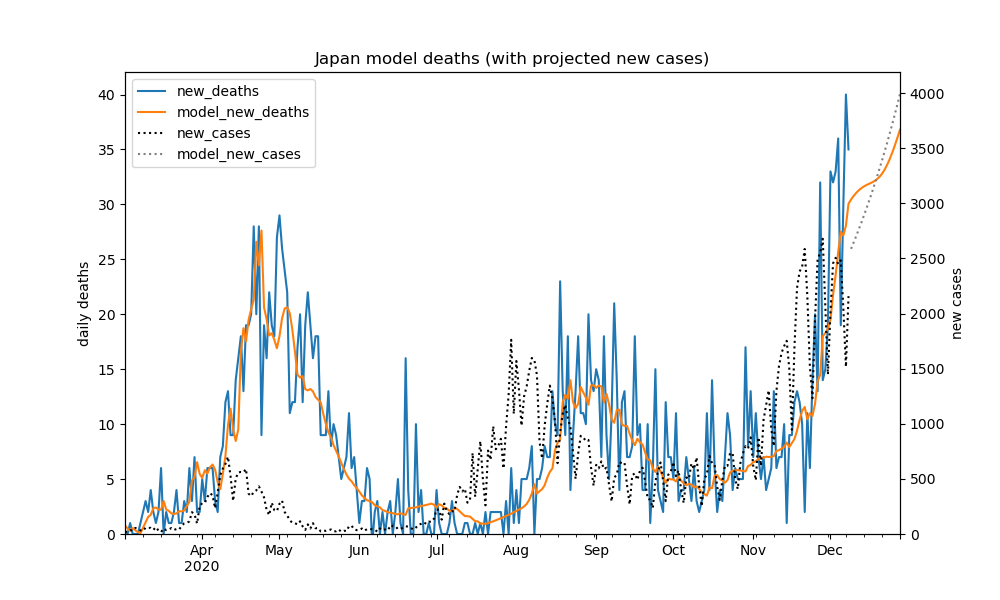 Japan model deaths (with projected new cases)
new_deaths
model_new_deaths
new_cases
model_new_cases
daily deaths
new cases
40
35
30
25
20
15
10
5
0
4000
3500
3000
2500
2000
1500
1000
500
0
Apr
2020
May
Jun
Jul
Aug
Sep
Oct
Nov
Dec